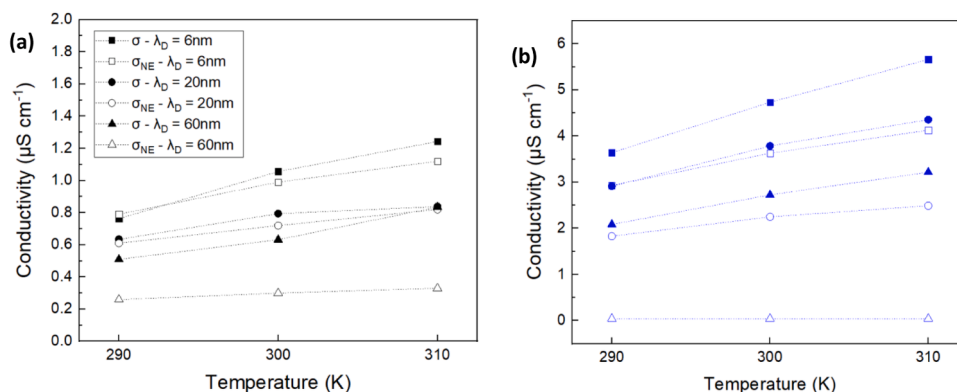 (a)
Conductivity (µS cm⁻¹)
2.0
1.8
1.6
1.4
1.2
1.0
0.8
0.6
0.4
0.2
0.0
σ - λD = 6nm
σNE - λD = 6nm
σ - λD = 20nm
σNE - λD = 20nm
σ - λD = 60nm
σNE - λD = 60nm
290 300 310
Temperature (K)
(b)
Conductivity (µS cm⁻¹)
6
5
4
3
2
1
0
290 300 310
Temperature (K)